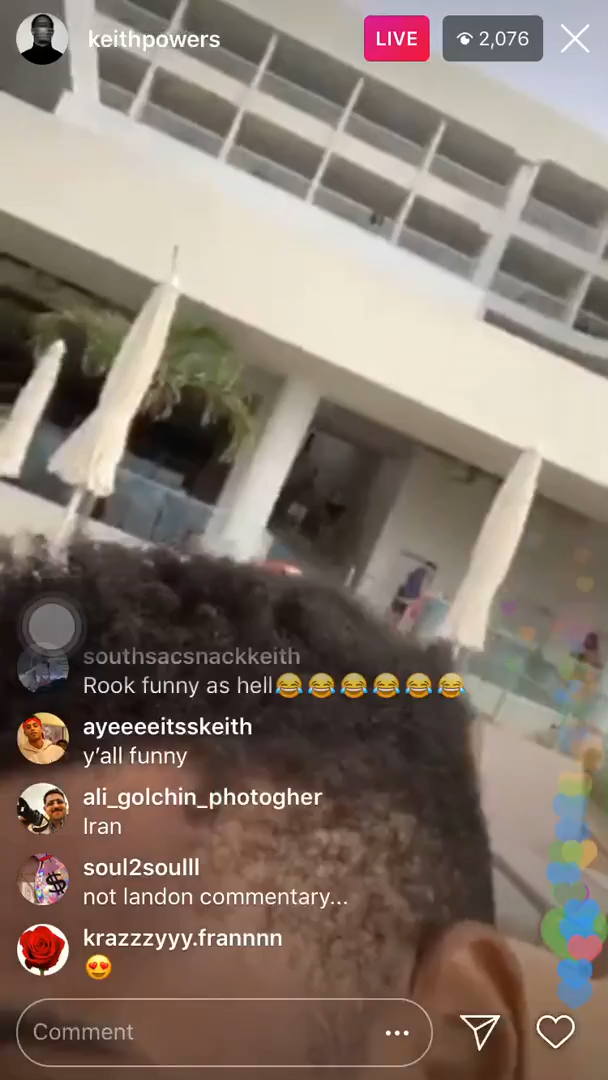 keithpowers
LIVE
2,076
southsacsnackkeith
Rook funny as hell😂😂😂😂😂😂
ayeeeeitsskeith
y’all funny
ali_golchin_photogher
Iran
soul2soulll
not landon commentary...
krazzzyyy.frannnn
😍
Comment